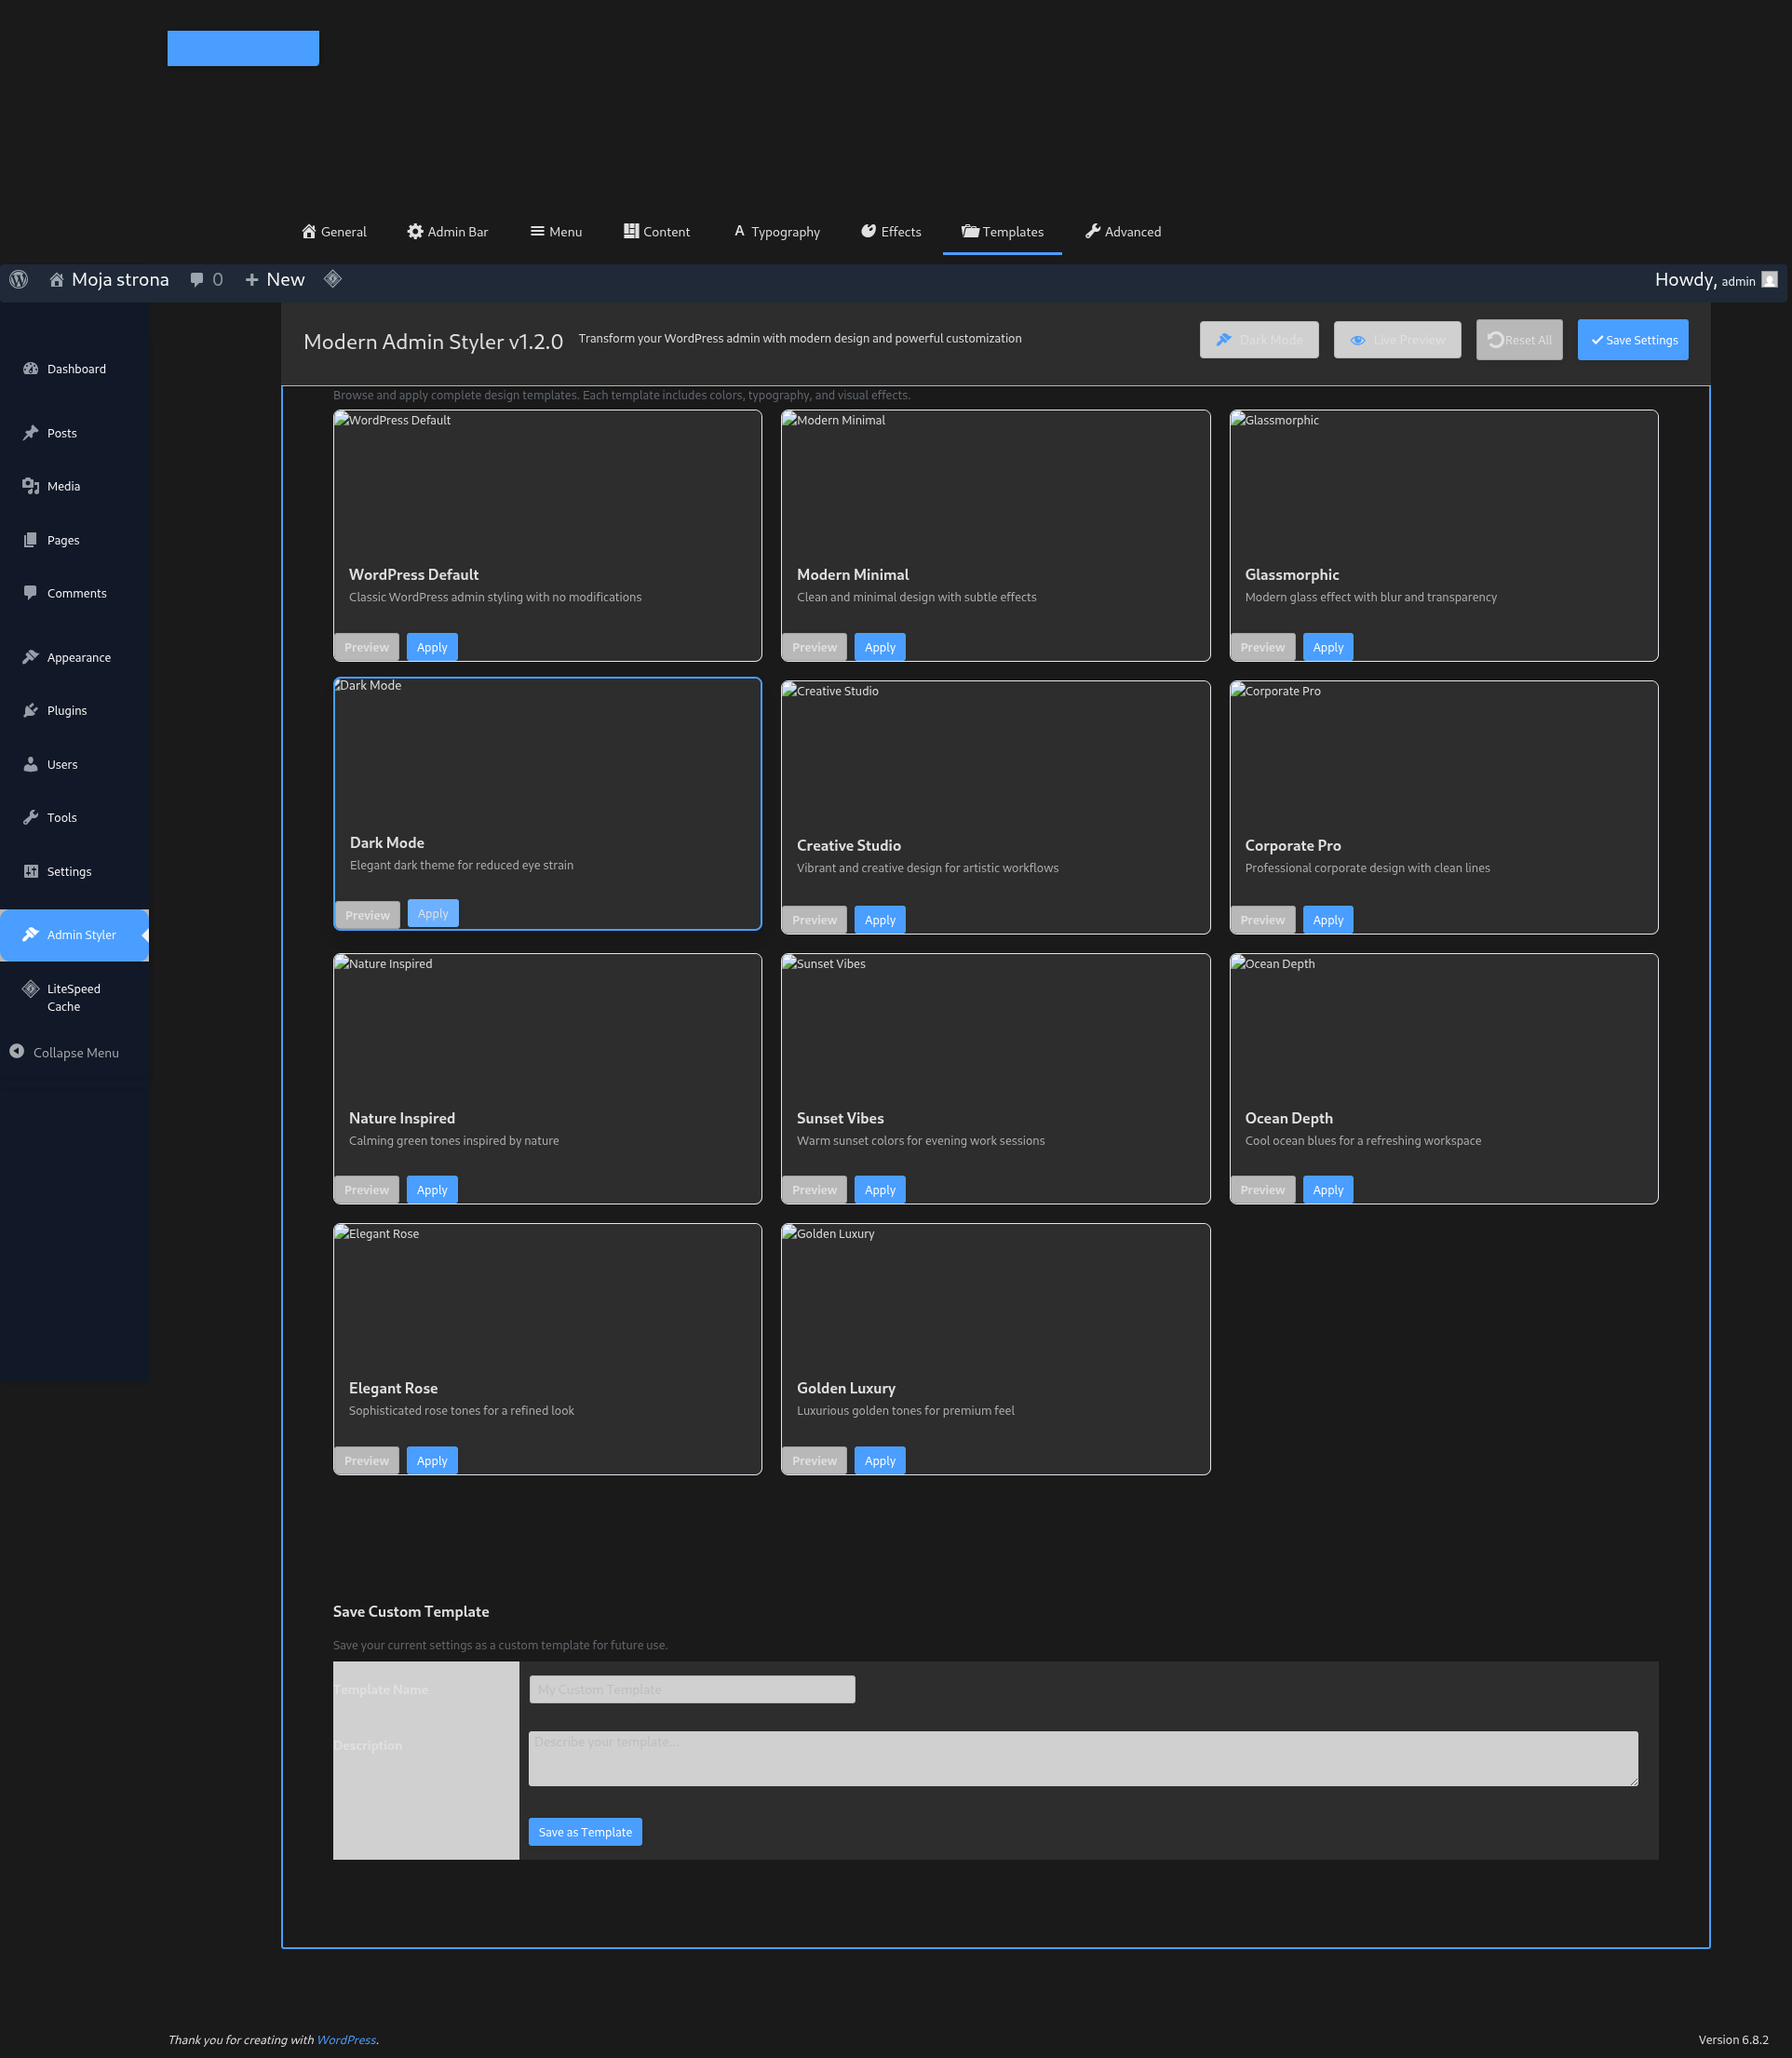 General
Admin Bar
Menu
Content
Typography
Effects
Templates
Advanced
Moja strona
0
New
Howdy, admin
Modern Admin Styler v1.2.0
Transform your WordPress admin with modern design and powerful customization
Dark Mode
Live Preview
Reset All
Save Settings
Dashboard
Posts
Media
Pages
Comments
Appearance
Plugins
Users
Tools
Settings
Admin Styler
LiteSpeed
Cache
Collapse Menu
Browse and apply complete design templates. Each template includes colors, typography, and visual effects.
WordPress Default
WordPress Default
Classic WordPress admin styling with no modifications
Preview
Apply
Modern Minimal
Modern Minimal
Clean and minimal design with subtle effects
Preview
Apply
Glassmorphic
Glassmorphic
Modern glass effect with blur and transparency
Preview
Apply
Dark Mode
Dark Mode
Elegant dark theme for reduced eye strain
Preview
Apply
Creative Studio
Creative Studio
Vibrant and creative design for artistic workflows
Preview
Apply
Corporate Pro
Corporate Pro
Professional corporate design with clean lines
Preview
Apply
Nature Inspired
Nature Inspired
Calming green tones inspired by nature
Preview
Apply
Sunset Vibes
Sunset Vibes
Warm sunset colors for evening work sessions
Preview
Apply
Ocean Depth
Ocean Depth
Cool ocean blues for a refreshing workspace
Preview
Apply
Elegant Rose
Elegant Rose
Sophisticated rose tones for a refined look
Preview
Apply
Golden Luxury
Golden Luxury
Luxurious golden tones for premium feel
Preview
Apply
Save Custom Template
Save your current settings as a custom template for future use.
Template Name
My Custom Template
Description
Describe your template...
Save as Template
Thank you for creating with WordPress.
Version 6.8.2